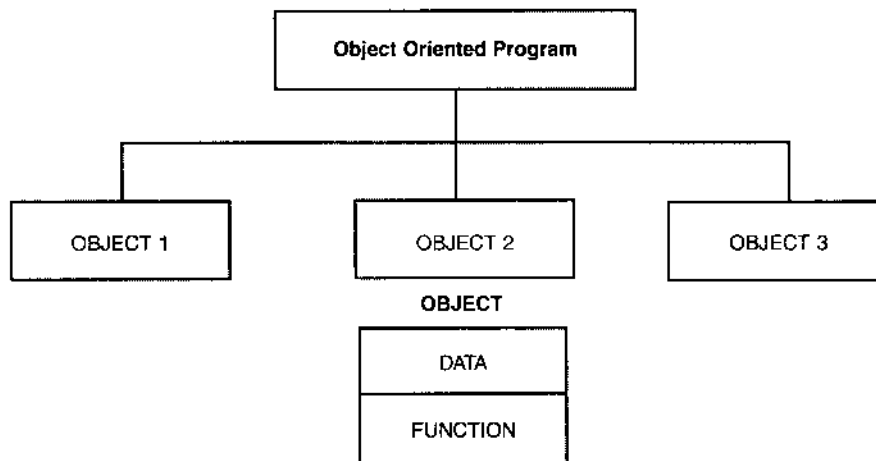 Object Oriented Program
OBJECT 1
OBJECT 2
OBJECT 3
OBJECT
DATA
FUNCTION